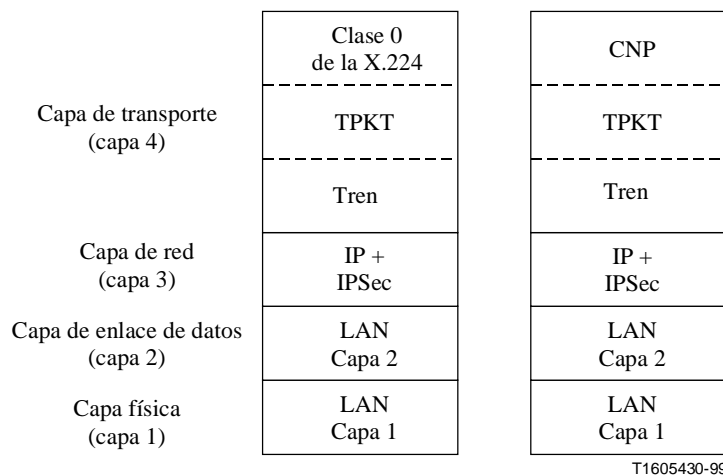 Clase 0
de la X.224
CNP
Capa de transporte
(capa 4)
TPKT
TPKT
Tren
Tren
Capa de red
(capa 3)
IP +
IPSec
IP +
IPSec
Capa de enlace de datos
(capa 2)
LAN
Capa 2
LAN
Capa 2
Capa física
(capa 1)
LAN
Capa 1
LAN
Capa 1
T1605430-99